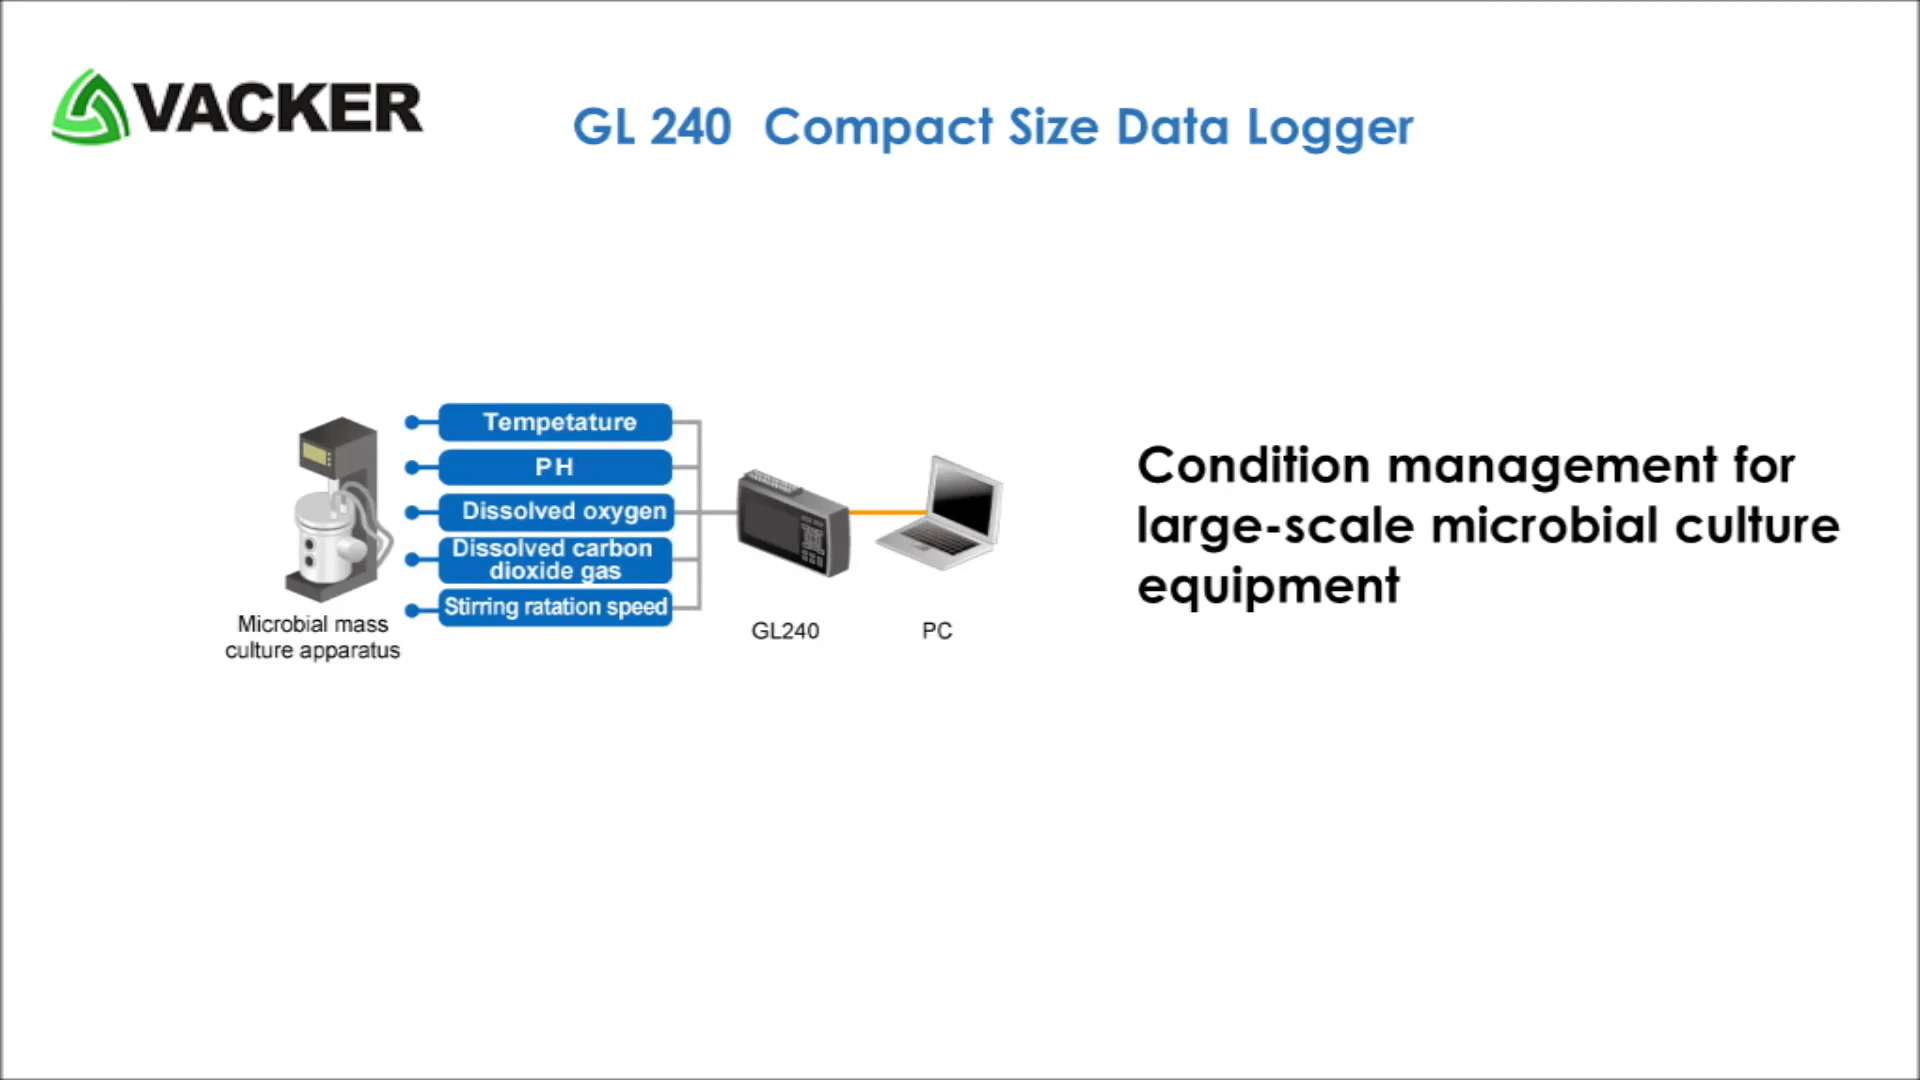 VACKER
GL 240 Compact Size Data Logger
Tempetature
PH
Dissolved oxygen
Dissolved carbon
dioxide gas
Stirring ratation speed
Microbial mass
culture apparatus
GL240
PC
Condition management for
large-scale microbial culture
equipment